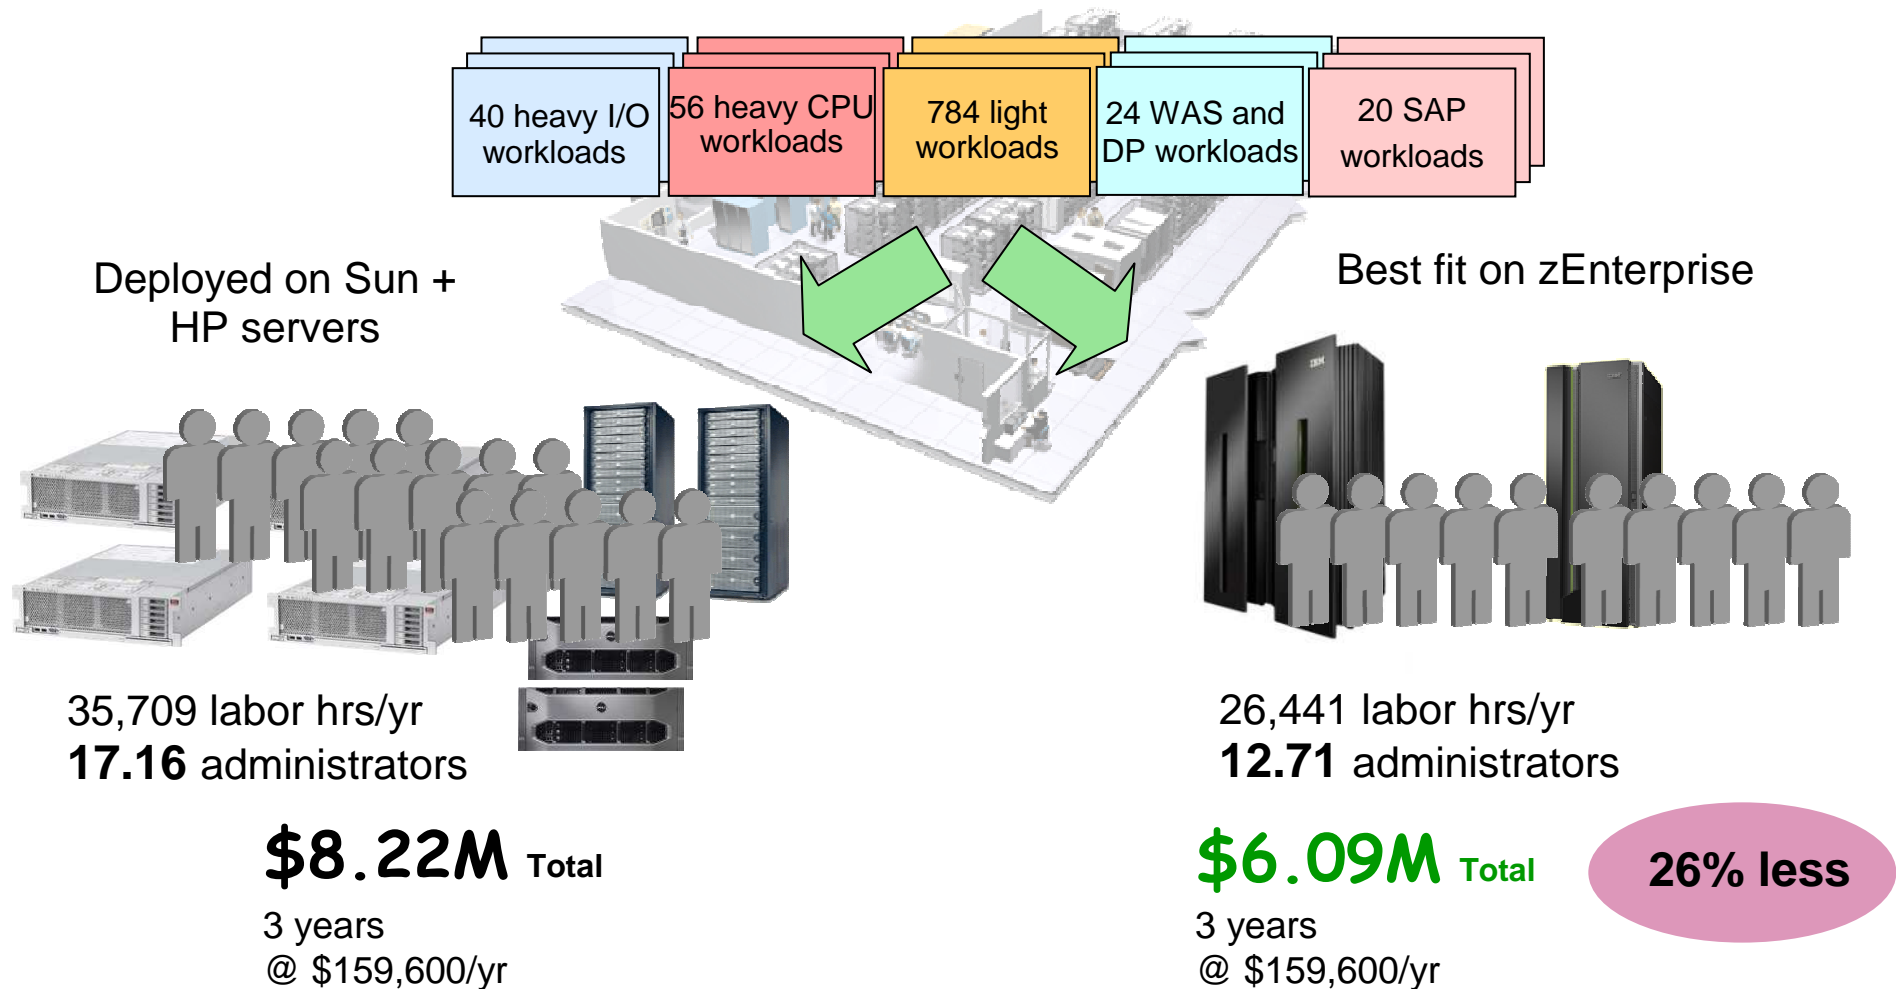 40 heavy I/O
workloads
56 heavy CPU
workloads
784 light
workloads
24 WAS and
DP workloads
20 SAP
workloads
Deployed on Sun +
HP servers
Best fit on zEnterprise
IBM
35,709 labor hrs/yr
17.16 administrators
26,441 labor hrs/yr
12.71 administrators
$8.22M Total
3 years
@ $159,600/yr
$6.09M Total
3 years
@ $159,600/yr
26% less